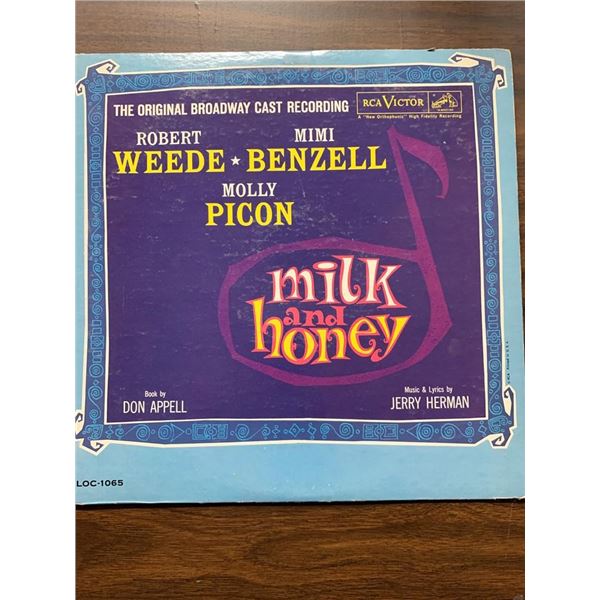 THE ORIGINAL BROADWAY CAST RECORDING
RCA VICTOR
A "New Orthophonic" High Fidelity Recording
ROBERT MIMI
WEEDE ★ BENZELL
MOLLY
PICON
milk
and
honey
Book by
DON APPELL
Music & Lyrics by
JERRY HERMAN
LOC-1065